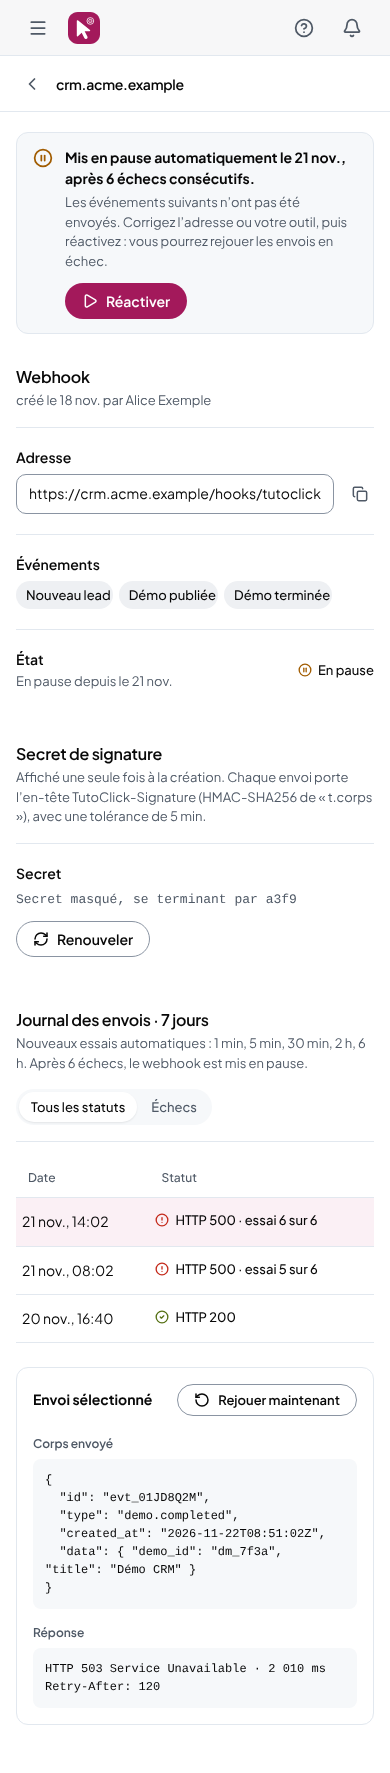 crm.acme.example
Mis en pause automatiquement le 21 nov.,
après 6 échecs consécutifs.
Les événements suivants n'ont pas été
envoyés. Corrigez l'adresse ou votre outil, puis
réactivez : vous pourrez rejouer les envois en
échec.
Réactiver
Webhook
créé le 18 nov. par Alice Exemple
Adresse
https://crm.acme.example/hooks/tutoclick
Événements
Nouveau lead Démo publiée Démo terminée
État
En pause depuis le 21 nov.
En pause
Secret de signature
Affiché une seule fois à la création. Chaque envoi porte
l'en-tête TutoClick-Signature (HMAC-SHA256 de « t.corps
»), avec une tolérance de 5 min.
Secret
Secret masqué, se terminant par a3f9
Renouveler
Journal des envois · 7 jours
Nouveaux essais automatiques : 1 min, 5 min, 30 min, 2 h, 6
h. Après 6 échecs, le webhook est mis en pause.
Tous les statuts Échecs
Date Statut
21 nov., 14:02 HTTP 500 · essai 6 sur 6
21 nov., 08:02 HTTP 500 · essai 5 sur 6
20 nov., 16:40 HTTP 200
Envoi sélectionné Rejouer maintenant
Corps envoyé
{
  "id": "evt_01JD8Q2M",
  "type": "demo.completed",
  "created_at": "2026-11-22T08:51:02Z",
  "data": { "demo_id": "dm_7f3a",
"title": "Démo CRM" }
}
Réponse
HTTP 503 Service Unavailable · 2 010 ms
Retry-After: 120